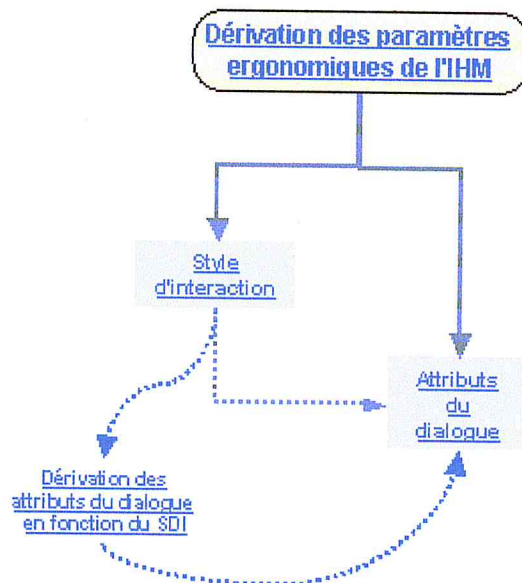 Dérivation des paramètres
ergonomiques de l'IHM
Style
d'interaction
Attributs
du
dialogue
Dérivation des
attributs du dialogue
en fonction du SDI